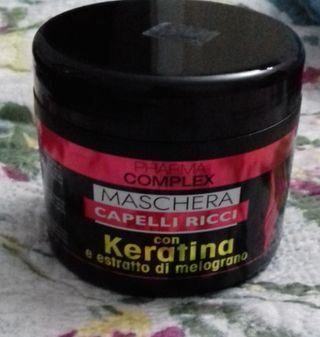 PHARMA
COMPLEX
MASCHERA
CAPELLI RICCI
con
Keratina
e estratto di melograno